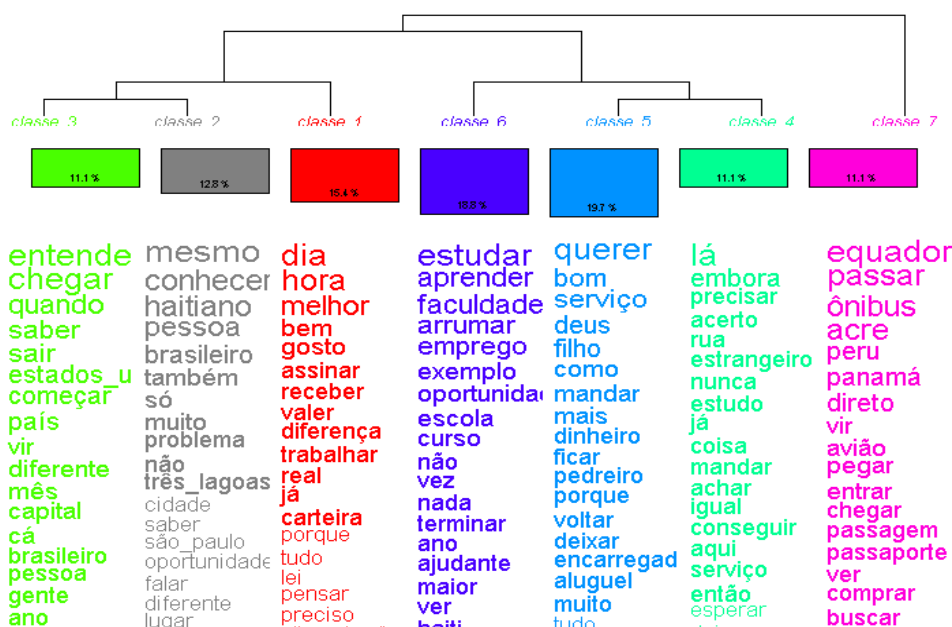 classe 3
classe 2
classe 1
classe 6
classe 5
classe 4
classe 7
11.1 %
12.8 %
15.4 %
18.8 %
19.7 %
11.1 %
11.1 %
entende
chegar
quando
saber
sair
estados_u
começar
país
vir
diferente
mês
capital
cá
brasileiro
pessoa
gente
ano
mesmo
conhecer
haitiano
pessoa
brasileiro
também
só
muito
problema
não
três_lagoas
cidade
saber
são_paulo
oportunidade
falar
diferente
lugar
dia
hora
melhor
bem
gosto
assinar
receber
valer
diferença
trabalhar
real
já
carteira
porque
tudo
lei
pensar
preciso
estudar
aprender
faculdade
arrumar
emprego
exemplo
oportunida
escola
curso
não
vez
nada
terminar
ano
ajudante
maior
ver
haiti
querer
bom
serviço
deus
filho
como
mandar
mais
dinheiro
ficar
pedreiro
porque
voltar
deixar
encarregad
aluguel
muito
tudo
lá
embora
precisar
acerto
rua
estrangeiro
nunca
estudo
já
coisa
mandar
achar
igual
conseguir
aqui
serviço
então
esperar
equador
passar
ônibus
acre
peru
panamá
direto
vir
avião
pegar
entrar
chegar
passagem
passaporte
ver
comprar
buscar